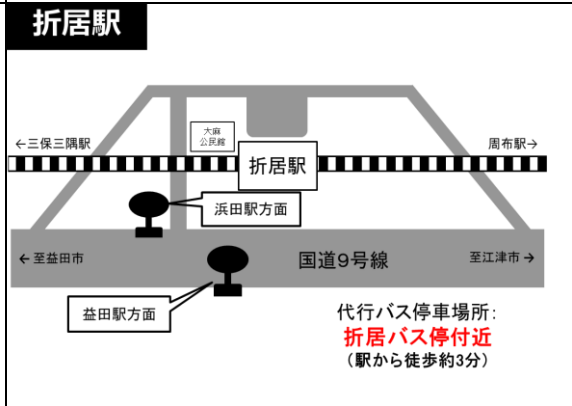 折居駅
大麻
公民館
←三保三隅駅
周布駅→
折居駅
浜田駅方面
←至益田市
国道9号線
至江津市→
益田駅方面
代行バス停車場所:
折居バス停付近
(駅から徒歩約3分)